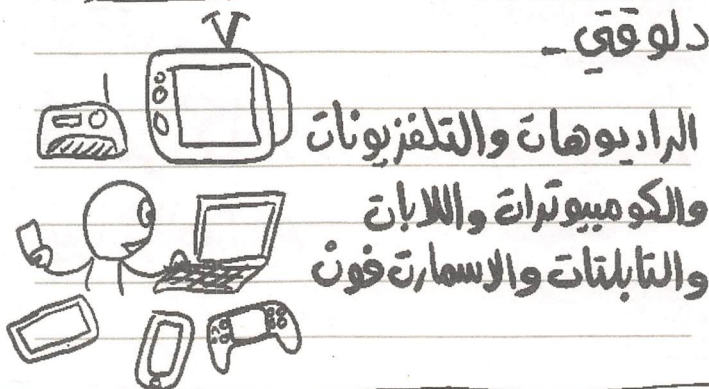 دلوقتي -
الراديوهات والتلفزيونات
والكومبيوترات واللابات
والتابلتات والاسمارت فون